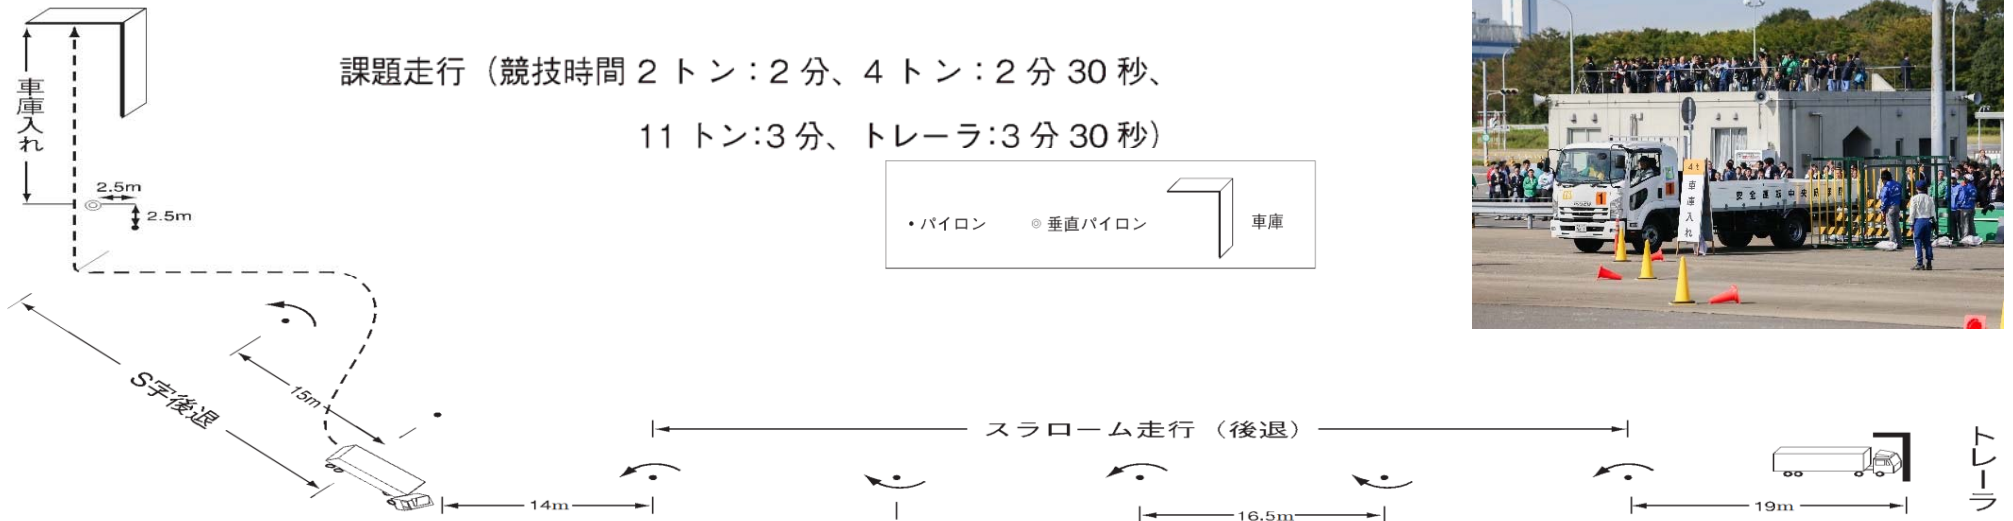 課題走行（競技時間 2 トン：2 分、4 トン：2 分 30 秒、
11 トン：3 分、トレーラ：3 分 30 秒）
車庫入れ
2.5m
2.5m
・パイロン
◎ 垂直パイロン
車庫
4t
車庫入れ
1
1
S字後退
15m
14m
スラローム走行（後退）
16.5m
19m
トレーラ